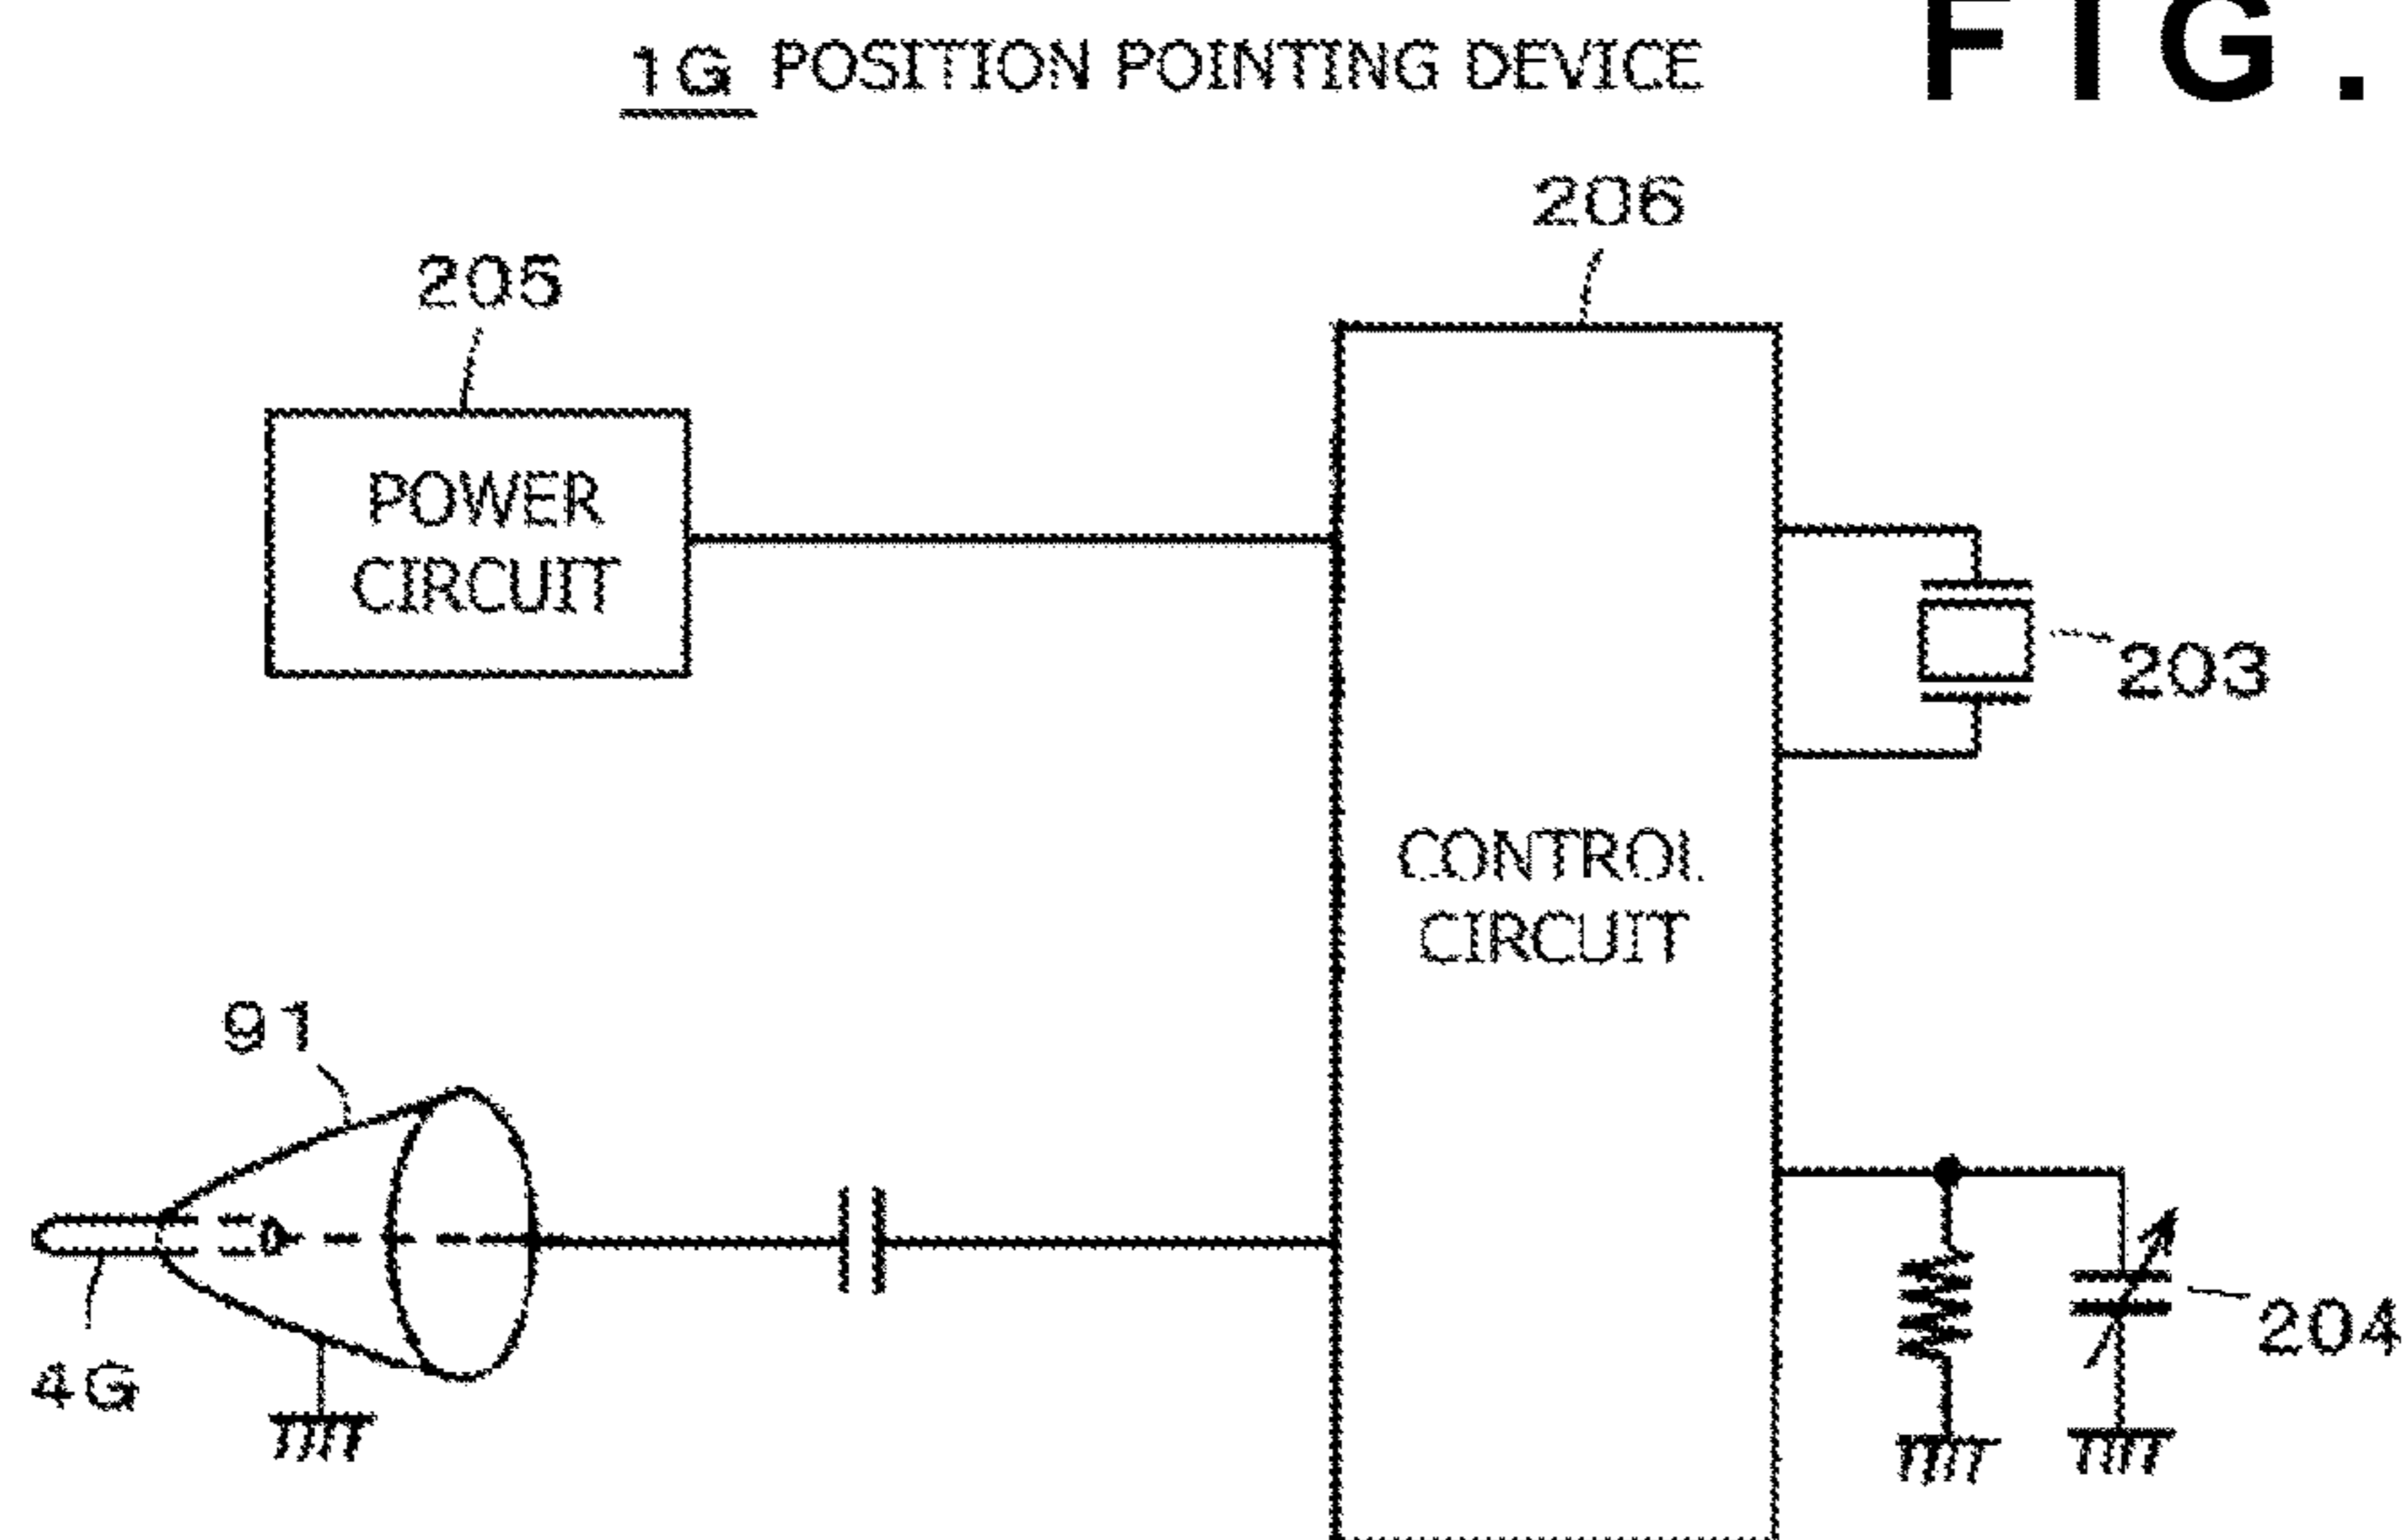 FIG.
1G POSITION POINTING DEVICE
206
205
POWER
CIRCUIT
203
CONTROL
CIRCUIT
91
204
4G